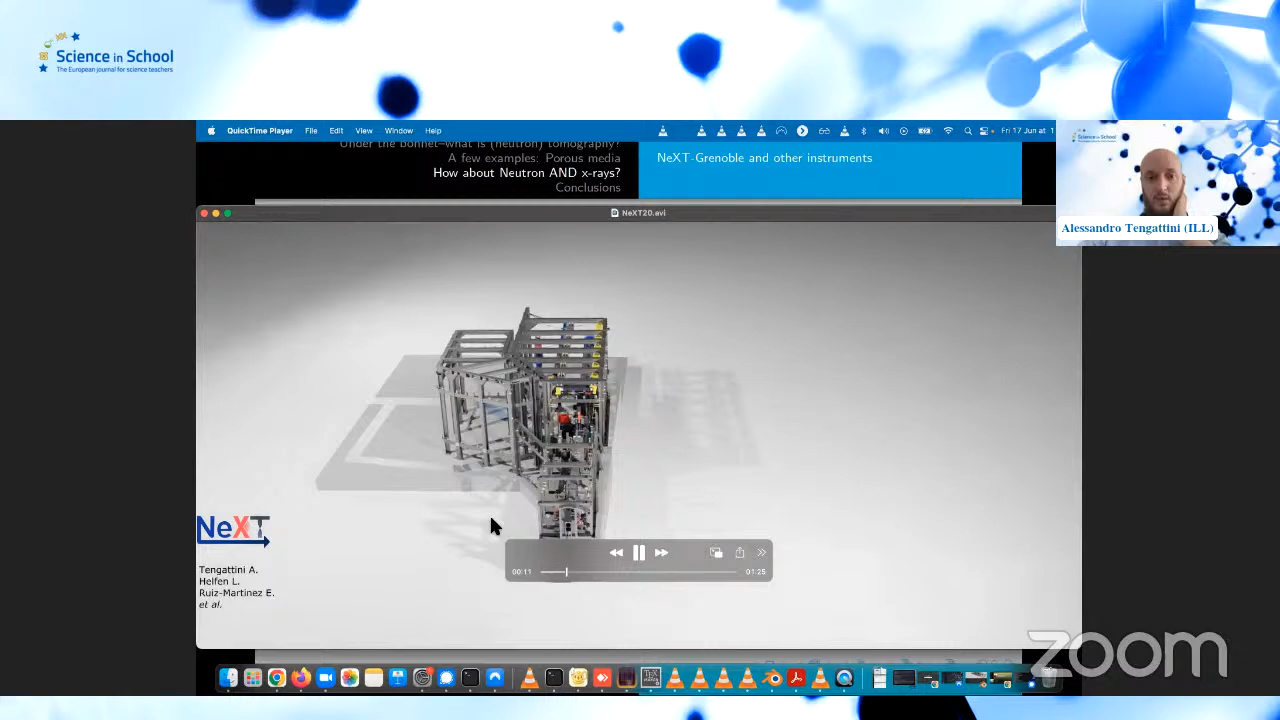 Science in School
The European journal for science teachers
QuickTime Player File Edit View Window Help
Fri 17 Jun at 1
Under the bonnet–what is (neutron) tomography?
A few examples: Porous media
How about Neutron AND x-rays?
Conclusions
NeXT-Grenoble and other instruments
Science in School
Alessandro Tengattini (ILL)
NeXT20.avi
NeXT
Tengattini A.
Helfen L.
Ruiz-Martinez E.
et al.
00:11
01:25
zoom